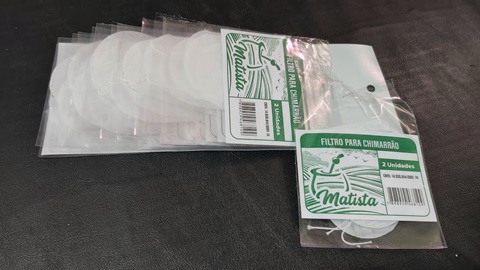 Matista
FILTRO PARA CHIMARRÃO
2 Unidades
FILTRO PARA CHIMARRÃO
2 Unidades
Matista